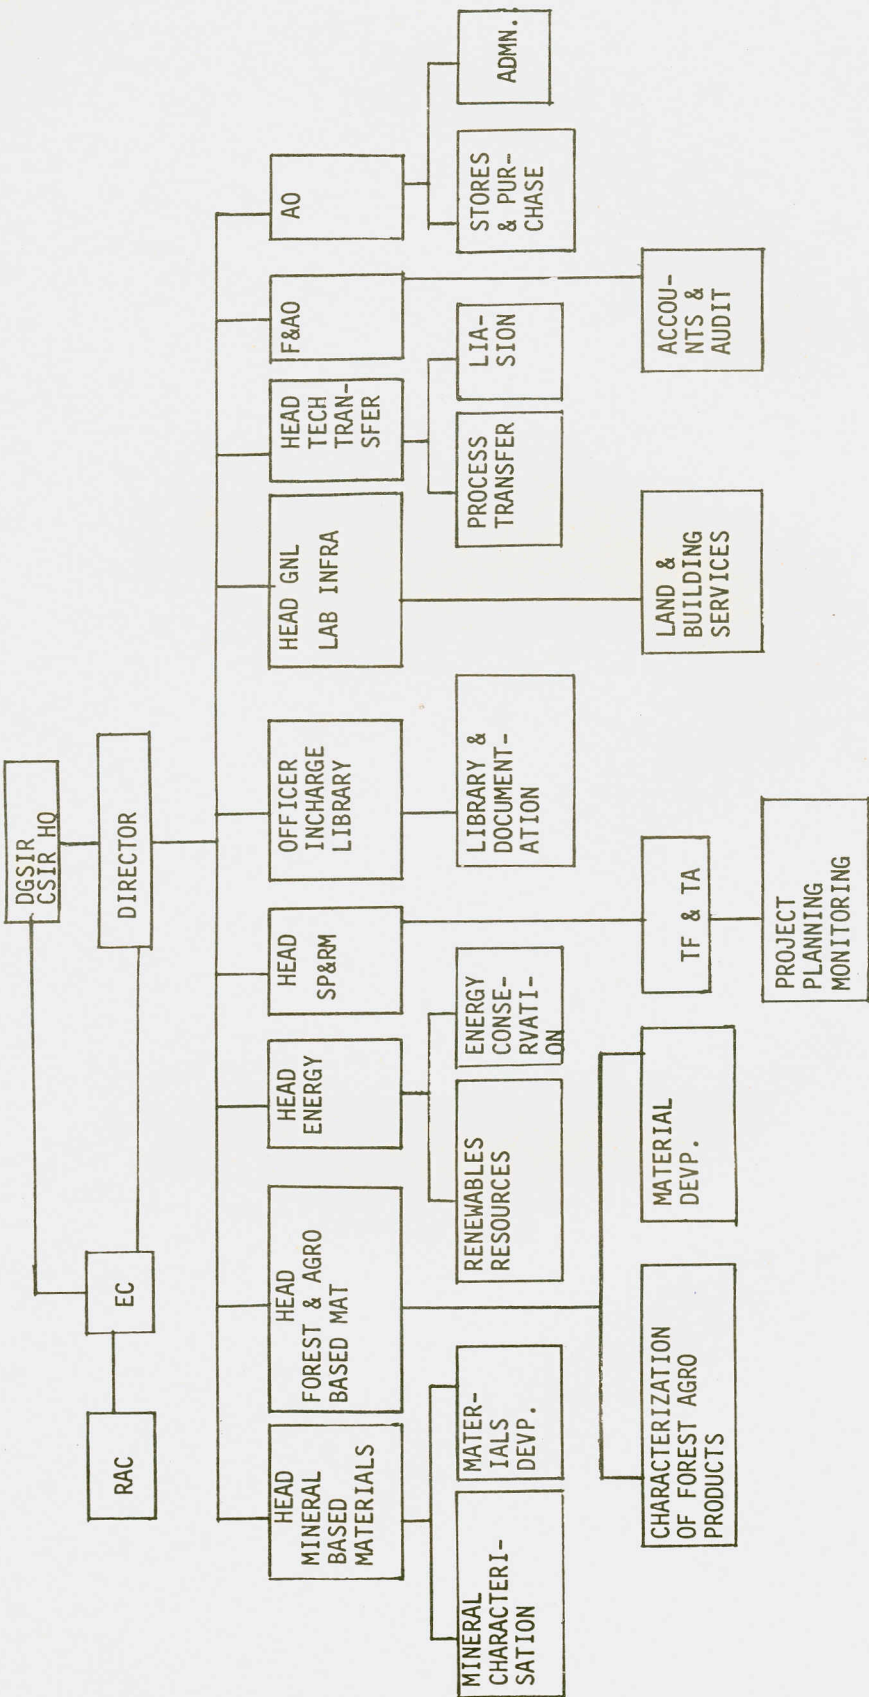 DGSIR
CSIR HQ
DIRECTOR
EC
RAC
HEAD
MINERAL
BASED
MATERIALS
HEAD
FOREST & AGRO
BASED MAT
HEAD
ENERGY
HEAD
SP&RM
OFFICER
INCHARGE
LIBRARY
HEAD GNL
LAB INFRA
HEAD
TECH
TRAN-
SFER
F&AO
AO
MINERAL
CHARACTERI-
SATION
MATER-
IALS
DEVP.
RENEWABLES
RESOURCES
ENERGY
CONSE-
RVATI-
ON
LIBRARY &
DOCUMENT-
ATION
PROCESS
TRANSFER
LIA-
SION
STORES
& PUR-
CHASE
ADMN.
CHARACTERIZATION
OF FOREST AGRO
PRODUCTS
MATERIAL
DEVP.
TF & TA
LAND &
BUILDING
SERVICES
ACCOU-
NTS &
AUDIT
PROJECT
PLANNING
MONITORING